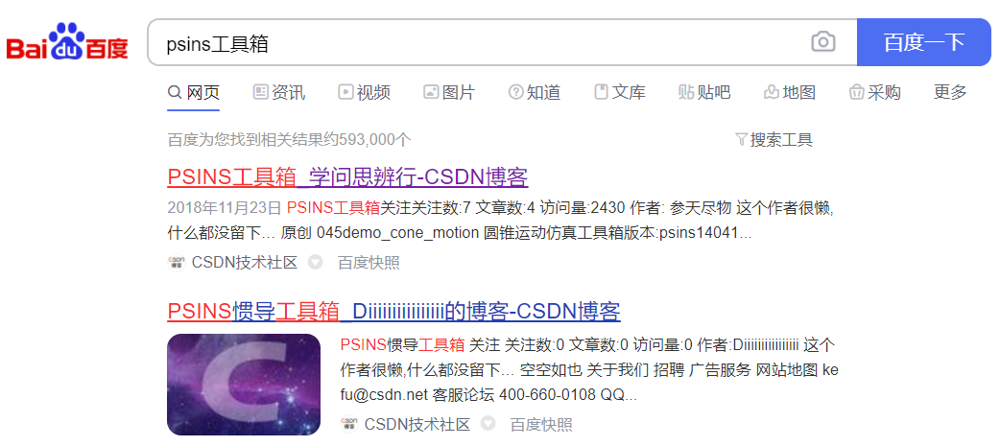 Bai du 百度 psins工具箱 百度一下
网页 资讯 视频 图片 知道 文库 贴吧 地图 采购 更多
百度为您找到相关结果约593,000个 搜索工具
PSINS工具箱_学问思辨行-CSDN博客
2018年11月23日 PSINS工具箱关注关注数:7 文章数:4 访问量:2430 作者: 参天尽物 这个作者很懒,
什么都没留下... 原创 045demo_cone_motion 圆锥运动仿真工具箱版本:psins14041...
CSDN技术社区 百度快照
PSINS惯导工具箱_Diiiiiiiiiiiiiiii的博客-CSDN博客
PSINS惯导工具箱 关注 关注数:0 文章数:0 访问量:0 作者:Diiiiiiiiiiiiiiii 这个
作者很懒,什么都没留下... 空空如也 关于我们 招聘 广告服务 网站地图 ke
fu@csdn.net 客服论坛 400-660-0108 QQ...
CSDN技术社区 百度快照